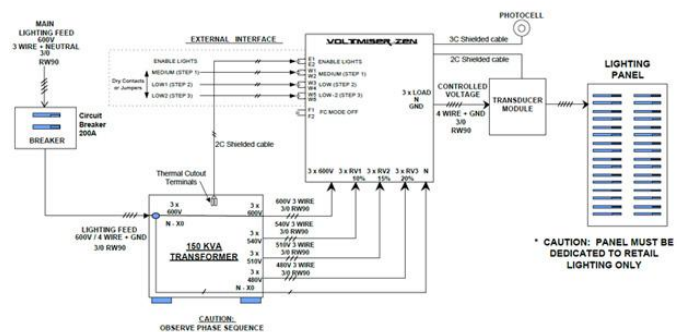 MAIN
LIGHTING FEED
600V
3 WIRE + NEUTRAL
3/0
RW90
Circuit
Breaker
200A
BREAKER
EXTERNAL INTERFACE
Dry Contacts
or Jumpers
ENABLE LIGHTS
MEDIUM (STEP 1)
LOW1 (STEP 2)
LOW2 (STEP 3)
2C Shielded cable
VOLTMISER ZEN
E1
E2
ENABLE LIGHTS
W1
W2
MEDIUM (STEP 1)
W3
W4
LOW (STEP 2)
W5
W6
LOW-2 (STEP 3)
F1
F2
PC MODE OFF
3 x LOAD
N
GND
3 x 600V
3 x RV1
10%
3 x RV2
15%
3 x RV3
20%
N
PHOTOCELL
3C Shielded cable
2C Shielded cable
CONTROLLED
VOLTAGE
4 WIRE + GND
3/0
RW90
TRANSDUCER
MODULE
LIGHTING
PANEL
* CAUTION: PANEL MUST BE
DEDICATED TO RETAIL
LIGHTING ONLY
Thermal Cutout
Terminals
LIGHTING FEED
600V / 4 WIRE + GND
3/0 RW90
3 x
600V
N - X0
150 KVA
TRANSFORMER
3 x
600V
3 x
540V
3 x
510V
3 x
480V
N - X0
600V 3 WIRE
3/0 RW90
540V 3 WIRE
3/0 RW90
510V 3 WIRE
3/0 RW90
480V 3 WIRE
3/0 RW90
CAUTION:
OBSERVE PHASE SEQUENCE